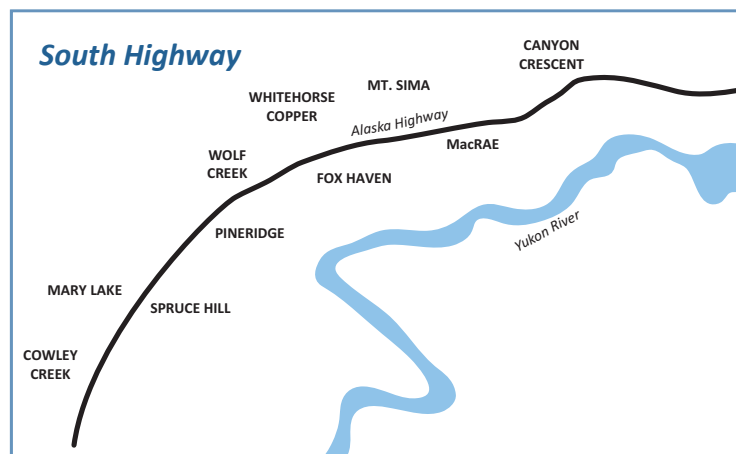 South Highway
CANYON
CRESCENT
MT. SIMA
WHITEHORSE
COPPER
Alaska Highway
MacRAE
WOLF
CREEK
FOX HAVEN
Yukon River
PINERIDGE
MARY LAKE
SPRUCE HILL
COWLEY
CREEK